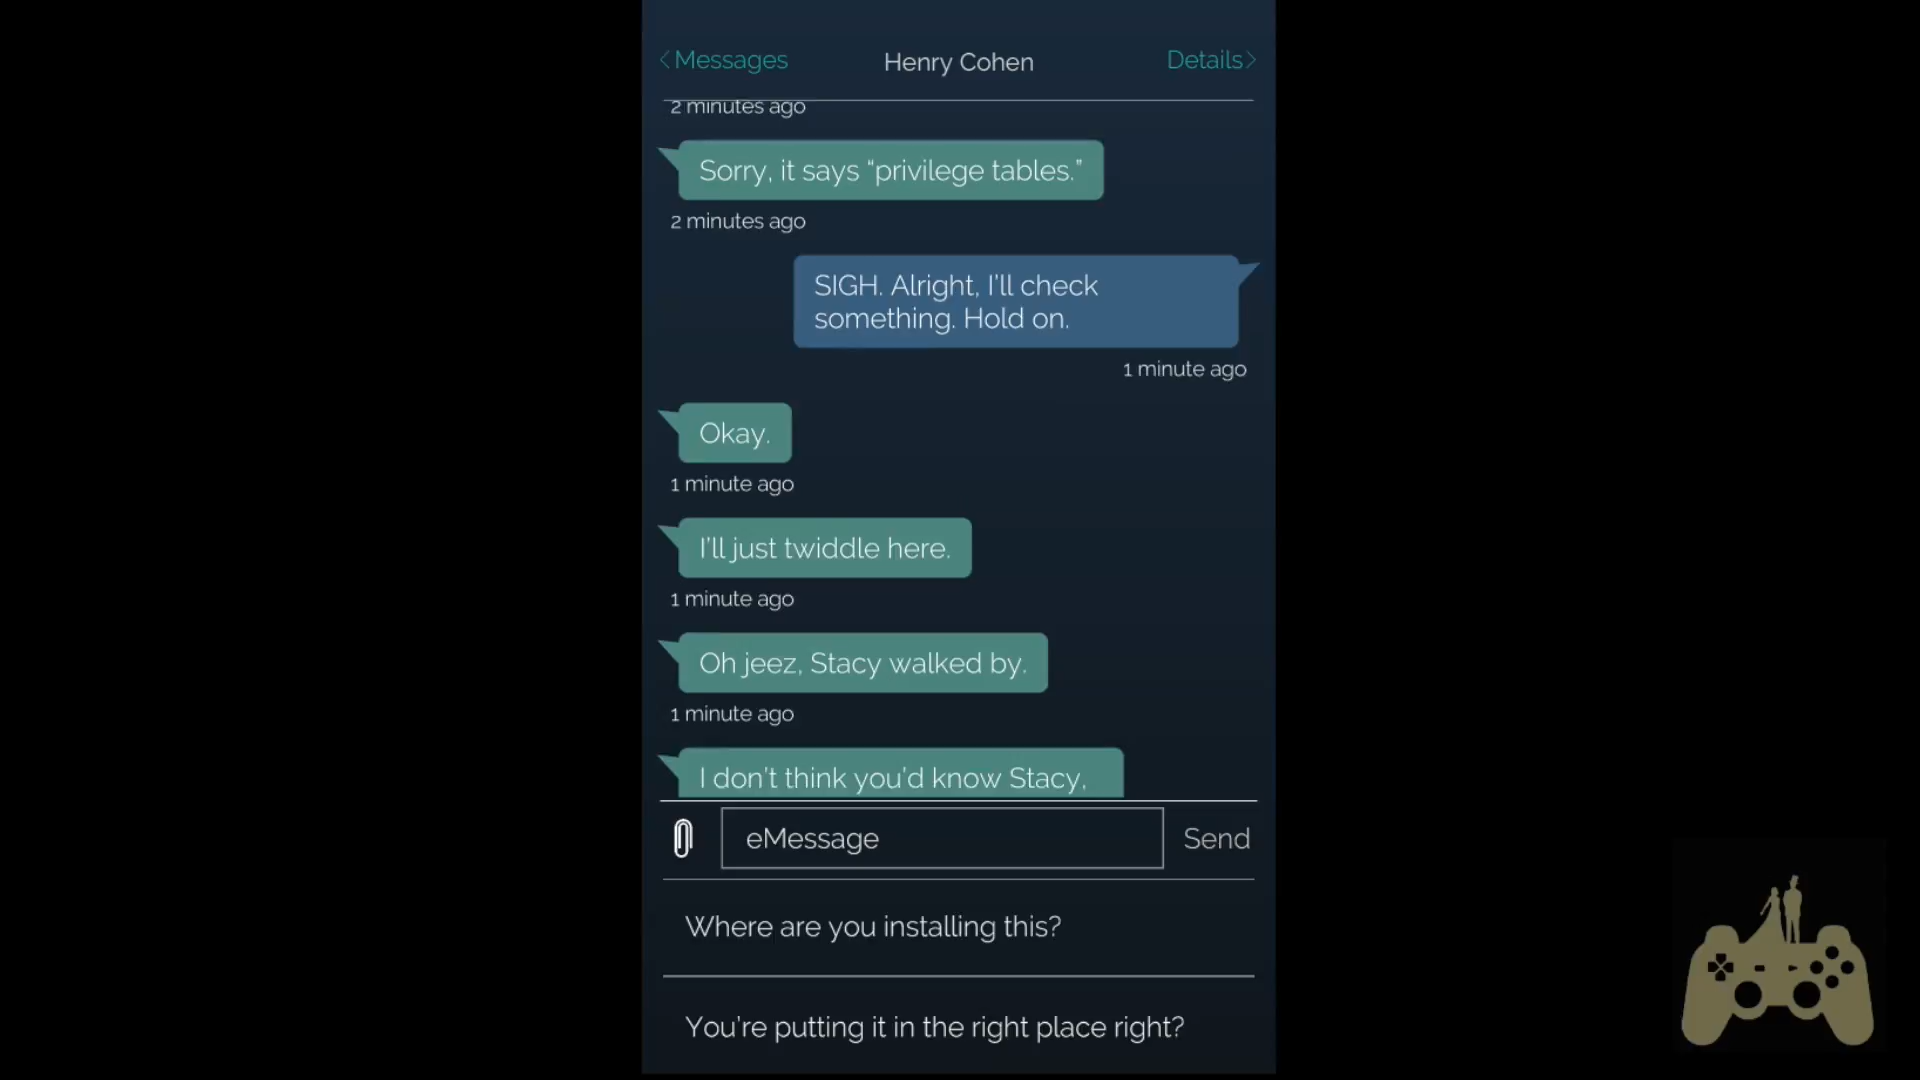 Messages
Henry Cohen
Details
2 minutes ago
Sorry, it says “privilege tables.”
2 minutes ago
SIGH. Alright, I’ll check
something. Hold on.
1 minute ago
Okay.
1 minute ago
I’ll just twiddle here.
1 minute ago
Oh jeez, Stacy walked by.
1 minute ago
I don’t think you’d know Stacy,
eMessage
Send
Where are you installing this?
You’re putting it in the right place right?